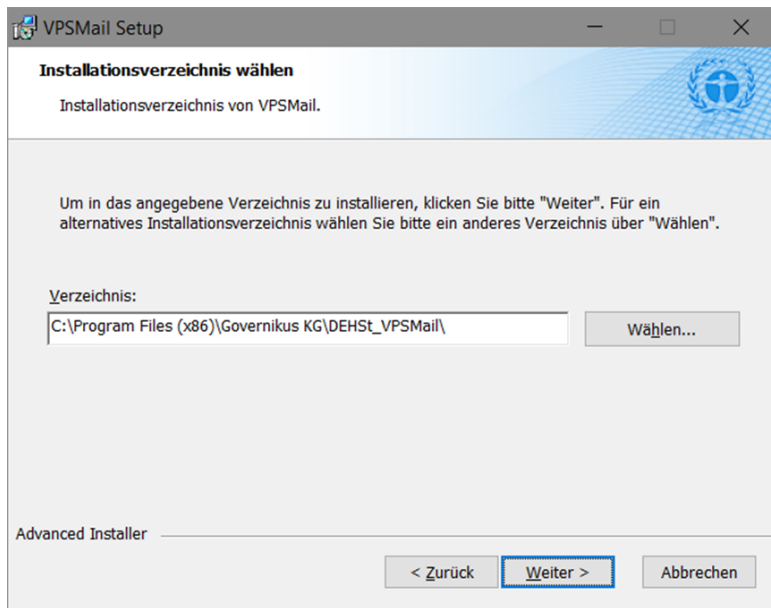 VPSMail Setup
Installationsverzeichnis wählen
Installationsverzeichnis von VPSMail.
Um in das angegebene Verzeichnis zu installieren, klicken Sie bitte "Weiter". Für ein
alternatives Installationsverzeichnis wählen Sie bitte ein anderes Verzeichnis über "Wählen".
Verzeichnis:
C:\Program Files (x86)\Governikus KG\DEHSt_VPSMail\
Wählen...
Advanced Installer
< Zurück
Weiter >
Abbrechen